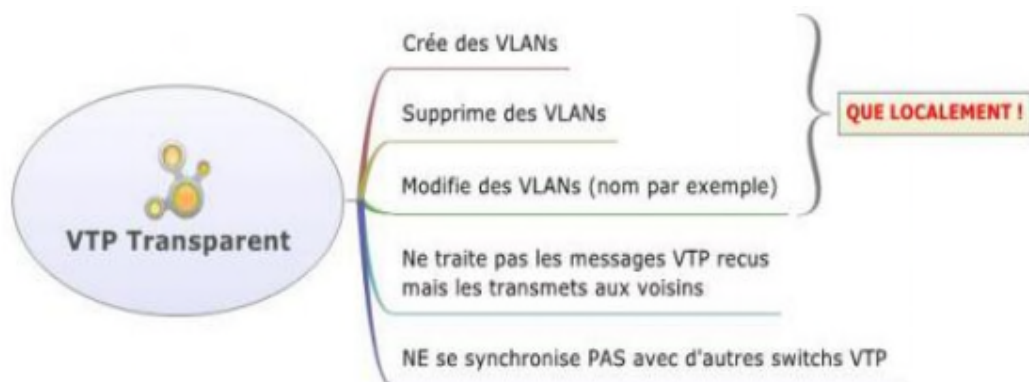 VTP Transparent
Crée des VLANs
Supprime des VLANs
Modifie des VLANs (nom par exemple)
QUE LOCALEMENT !
Ne traite pas les messages VTP recus
mais les transmets aux voisins
NE se synchronise PAS avec d'autres switchs VTP